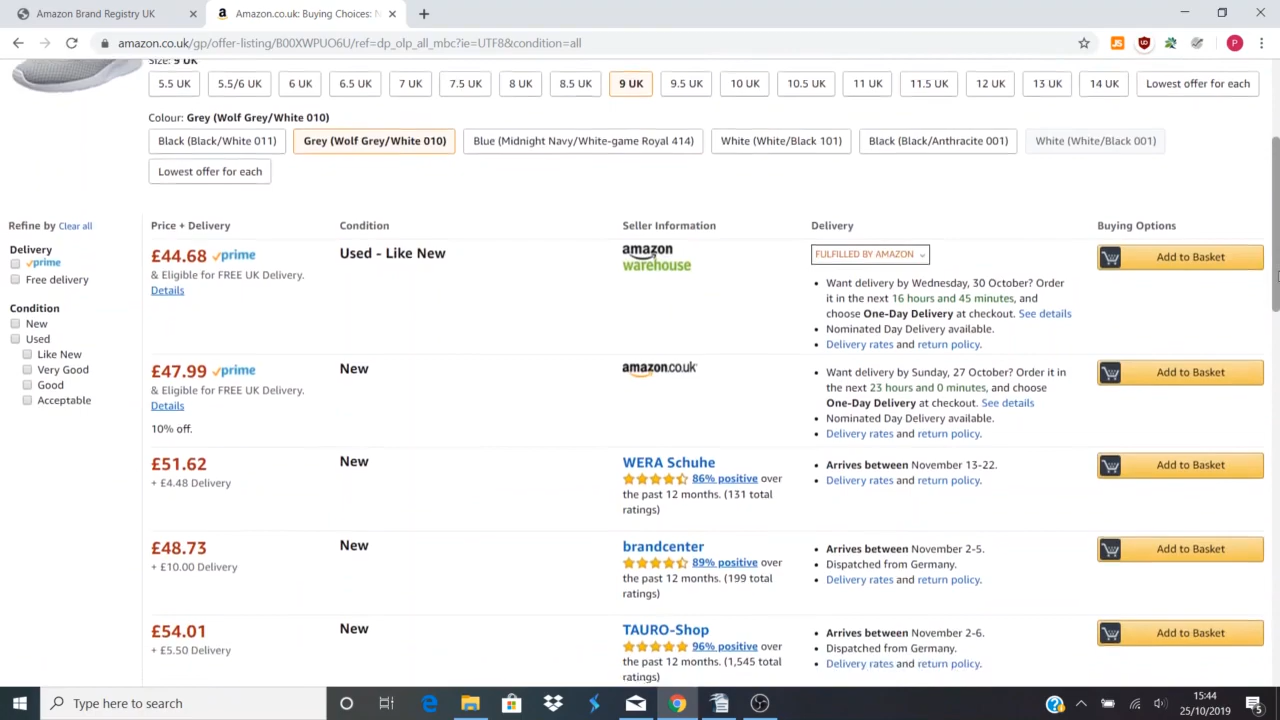 Amazon Brand Registry UK
Amazon.co.uk: Buying Choices: N
amazon.co.uk/gp/offer-listing/B00XWPUO6U/ref=dp_olp_all_mbc?ie=UTF8&condition=all
Size: 9 UK
5.5 UK 5.5/6 UK 6 UK 6.5 UK 7 UK 7.5 UK 8 UK 8.5 UK 9 UK 9.5 UK 10 UK 10.5 UK 11 UK 11.5 UK 12 UK 13 UK 14 UK Lowest offer for each
Colour: Grey (Wolf Grey/White 010)
Black (Black/White 011) Grey (Wolf Grey/White 010) Blue (Midnight Navy/White-game Royal 414) White (White/Black 101) Black (Black/Anthracite 001) White (White/Black 001)
Lowest offer for each
Refine by Clear all
Delivery
prime
Free delivery
Condition
New
Used
Like New
Very Good
Good
Acceptable
Price + Delivery Condition Seller Information Delivery Buying Options
£44.68 prime
& Eligible for FREE UK Delivery.
Details
Used - Like New
amazon
warehouse
FULFILLED BY AMAZON
Want delivery by Wednesday, 30 October? Order
it in the next 16 hours and 45 minutes, and
choose One-Day Delivery at checkout. See details
Nominated Day Delivery available.
Delivery rates and return policy.
Add to Basket
£47.99 prime
& Eligible for FREE UK Delivery.
Details
10% off.
New
amazon.co.uk
Want delivery by Sunday, 27 October? Order it in
the next 23 hours and 0 minutes, and choose
One-Day Delivery at checkout. See details
Nominated Day Delivery available.
Delivery rates and return policy.
Add to Basket
£51.62
+ £4.48 Delivery
New
WERA Schuhe
86% positive over
the past 12 months. (131 total
ratings)
Arrives between November 13-22.
Delivery rates and return policy.
Add to Basket
£48.73
+ £10.00 Delivery
New
brandcenter
89% positive over
the past 12 months. (199 total
ratings)
Arrives between November 2-5.
Dispatched from Germany.
Delivery rates and return policy.
Add to Basket
£54.01
+ £5.50 Delivery
New
TAURO-Shop
96% positive over
the past 12 months. (1,545 total
ratings)
Arrives between November 2-6.
Dispatched from Germany.
Delivery rates and return policy.
Add to Basket
Type here to search
15:44
25/10/2019